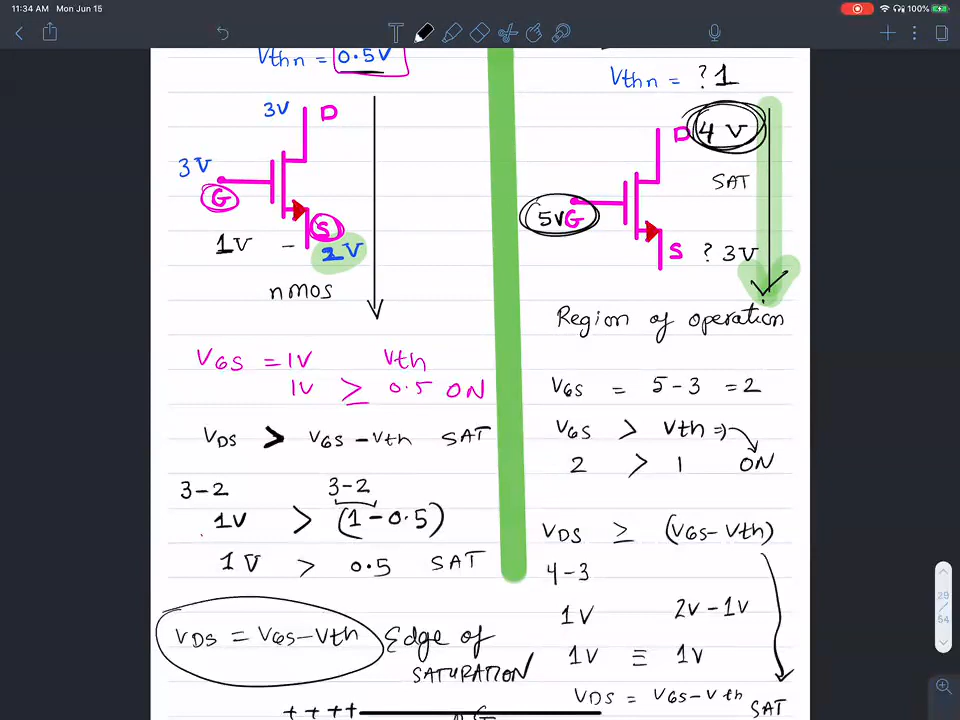 11:34 AM Mon Jun 15
100%
Vthn = 0.5V
3V D
3V
G
S
1V - 2V
nmos
VGS = 1V Vth
1V ≥ 0.5 ON
VDS > VGS - Vth SAT
3-2 3-2
1V > (1-0.5)
1V > 0.5 SAT
VDS = VGS-Vth Edge of
SATURATION
++++
Vthn = ? 1
D 4 V
SAT
5V G
S ? 3V
Region of operation
VGS = 5-3 = 2
VGS > Vth ⇒
2 > 1 ON
VDS ≥ (VGS-Vth)
4-3
1V 2V-1V
1V ≡ 1V
VDS = VGS-Vth SAT
29
/
54